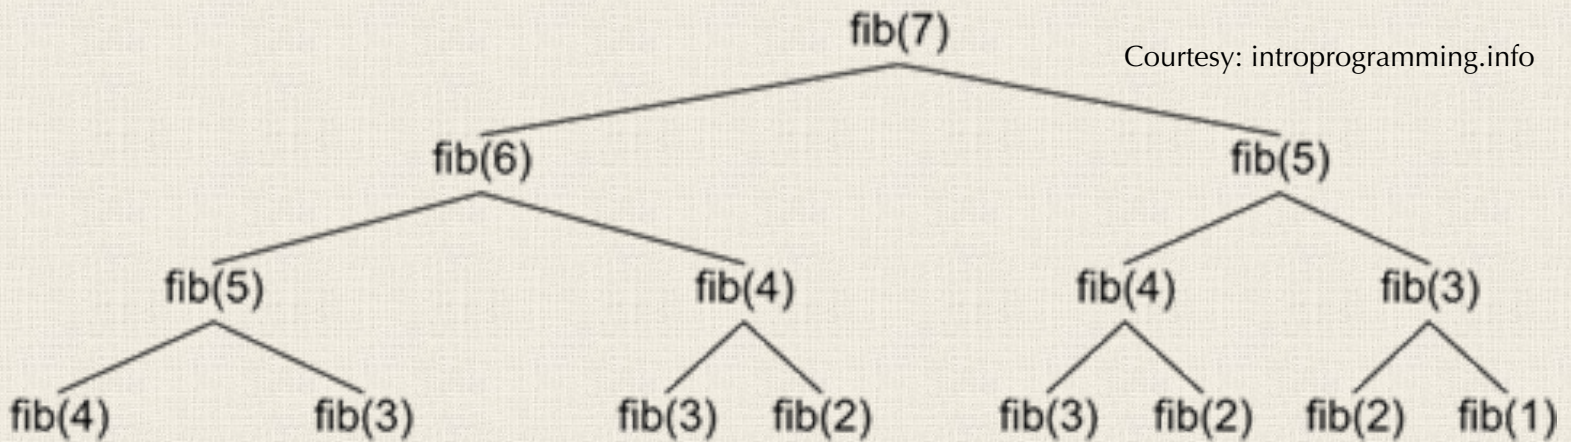 fib(7)
Courtesy: introprogramming.info
fib(6) fib(5)
fib(5) fib(4) fib(4) fib(3)
fib(4) fib(3) fib(3) fib(2) fib(3) fib(2) fib(2) fib(1)